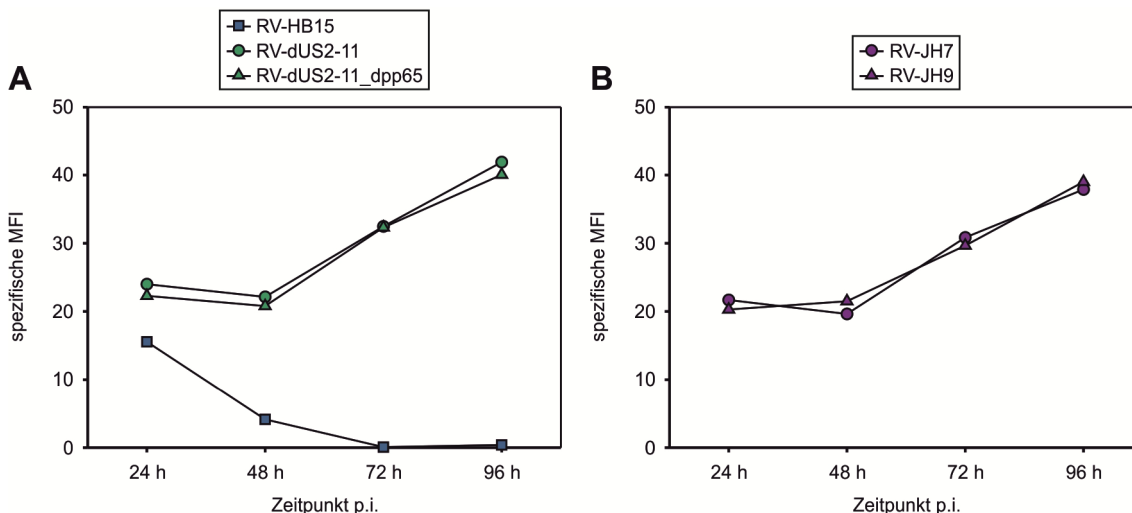 RV-HB15
RV-dUS2-11
RV-dUS2-11_dpp65
A
50
40
30
20
10
0
spezifische MFI
24 h 48 h 72 h 96 h
Zeitpunkt p.i.
RV-JH7
RV-JH9
B
50
40
30
20
10
0
spezifische MFI
24 h 48 h 72 h 96 h
Zeitpunkt p.i.